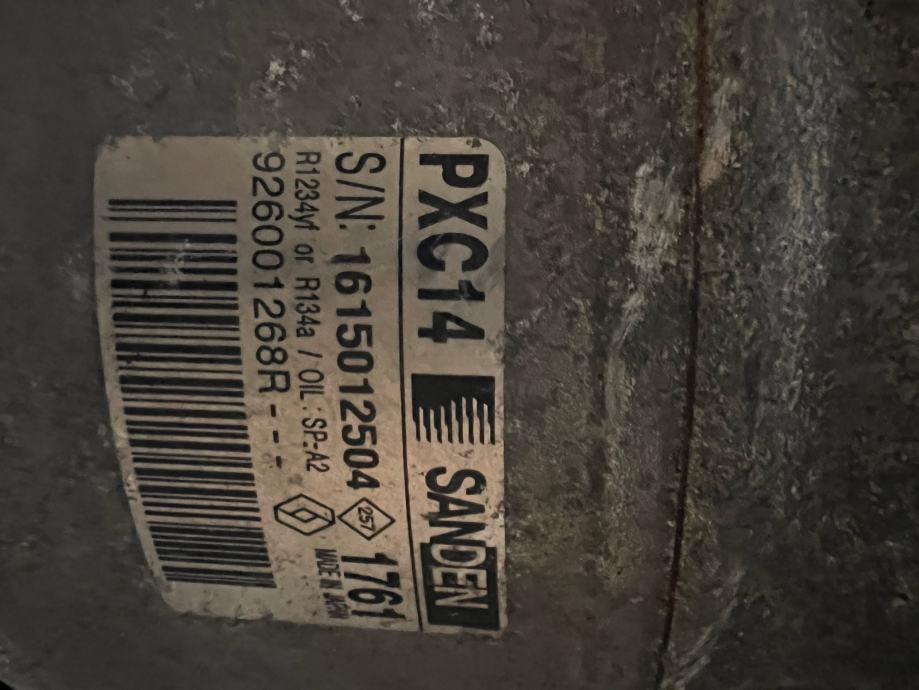 PXC14 SANDEN
S/N: 1615012504 257 1761
R1234yf or R134a / OIL : SP-A2 MADE IN JAPAN
926001268R---